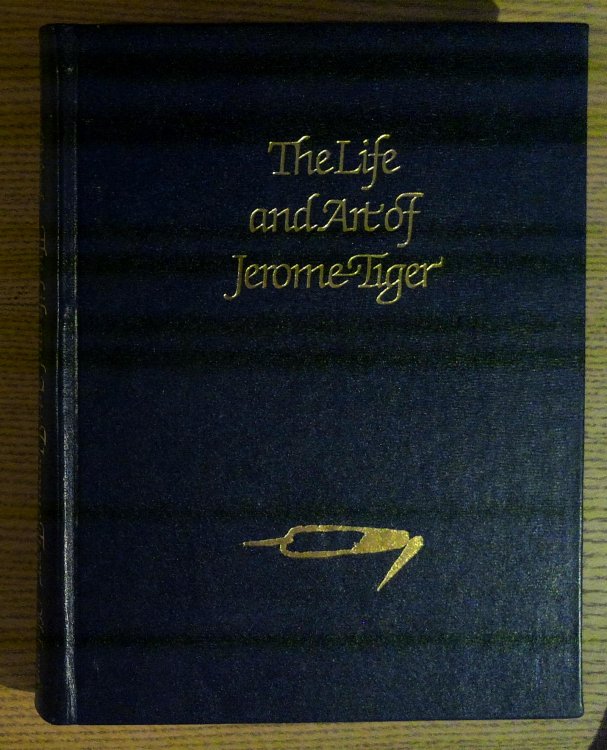 The Life
and Art of
Jerome Tiger